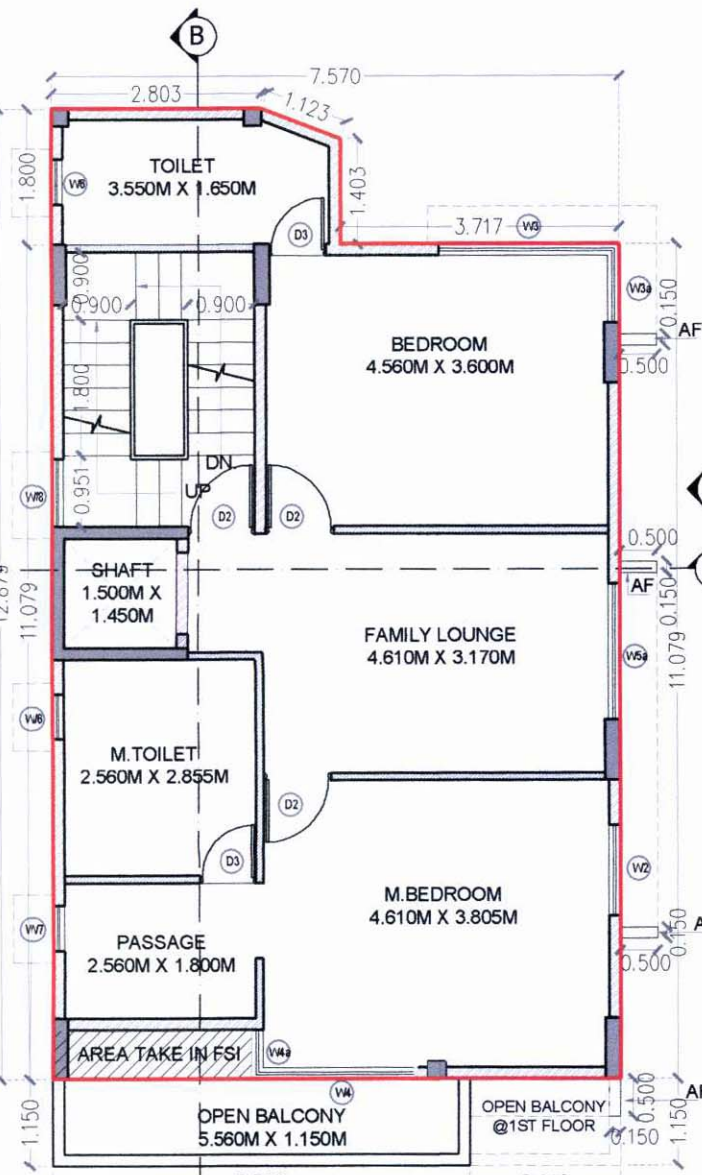 B
7.570
2.803
1.123
1.800
TOILET
3.550M X 1.650M
W6
1.403
D3
3.717
W3
0.900
0.900
0.900
W3a
0.150
AF
BEDROOM
4.560M X 3.600M
0.500
1.800
DN.
UP
0.951
W8
D2
D2
0.500
SHAFT
1.500M X
1.450M
AF
0.150
11.079
FAMILY LOUNGE
4.610M X 3.170M
W5a
11.079
W6
M.TOILET
2.560M X 2.855M
D2
D3
W2
M.BEDROOM
4.610M X 3.805M
W7
PASSAGE
2.560M X 1.800M
0.150
0.500
AREA TAKE IN FSI
W4a
W4
OPEN BALCONY
5.560M X 1.150M
OPEN BALCONY
@1ST FLOOR
0.500
0.150
1.150
1.150